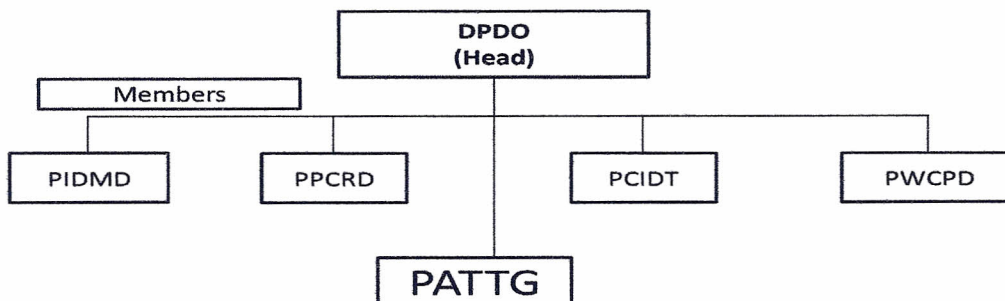 DPDO
(Head)
Members
PIDMD
PPCRD
PCIDT
PWCPD
PATTG